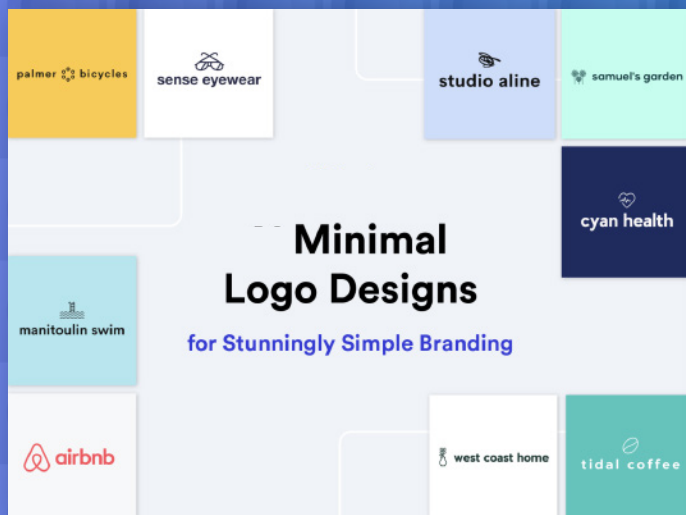 palmer bicycles
sense eyewear
studio aline
samuel's garden
cyan health
Minimal
Logo Designs
for Stunningly Simple Branding
manitoulin swim
airbnb
west coast home
tidal coffee